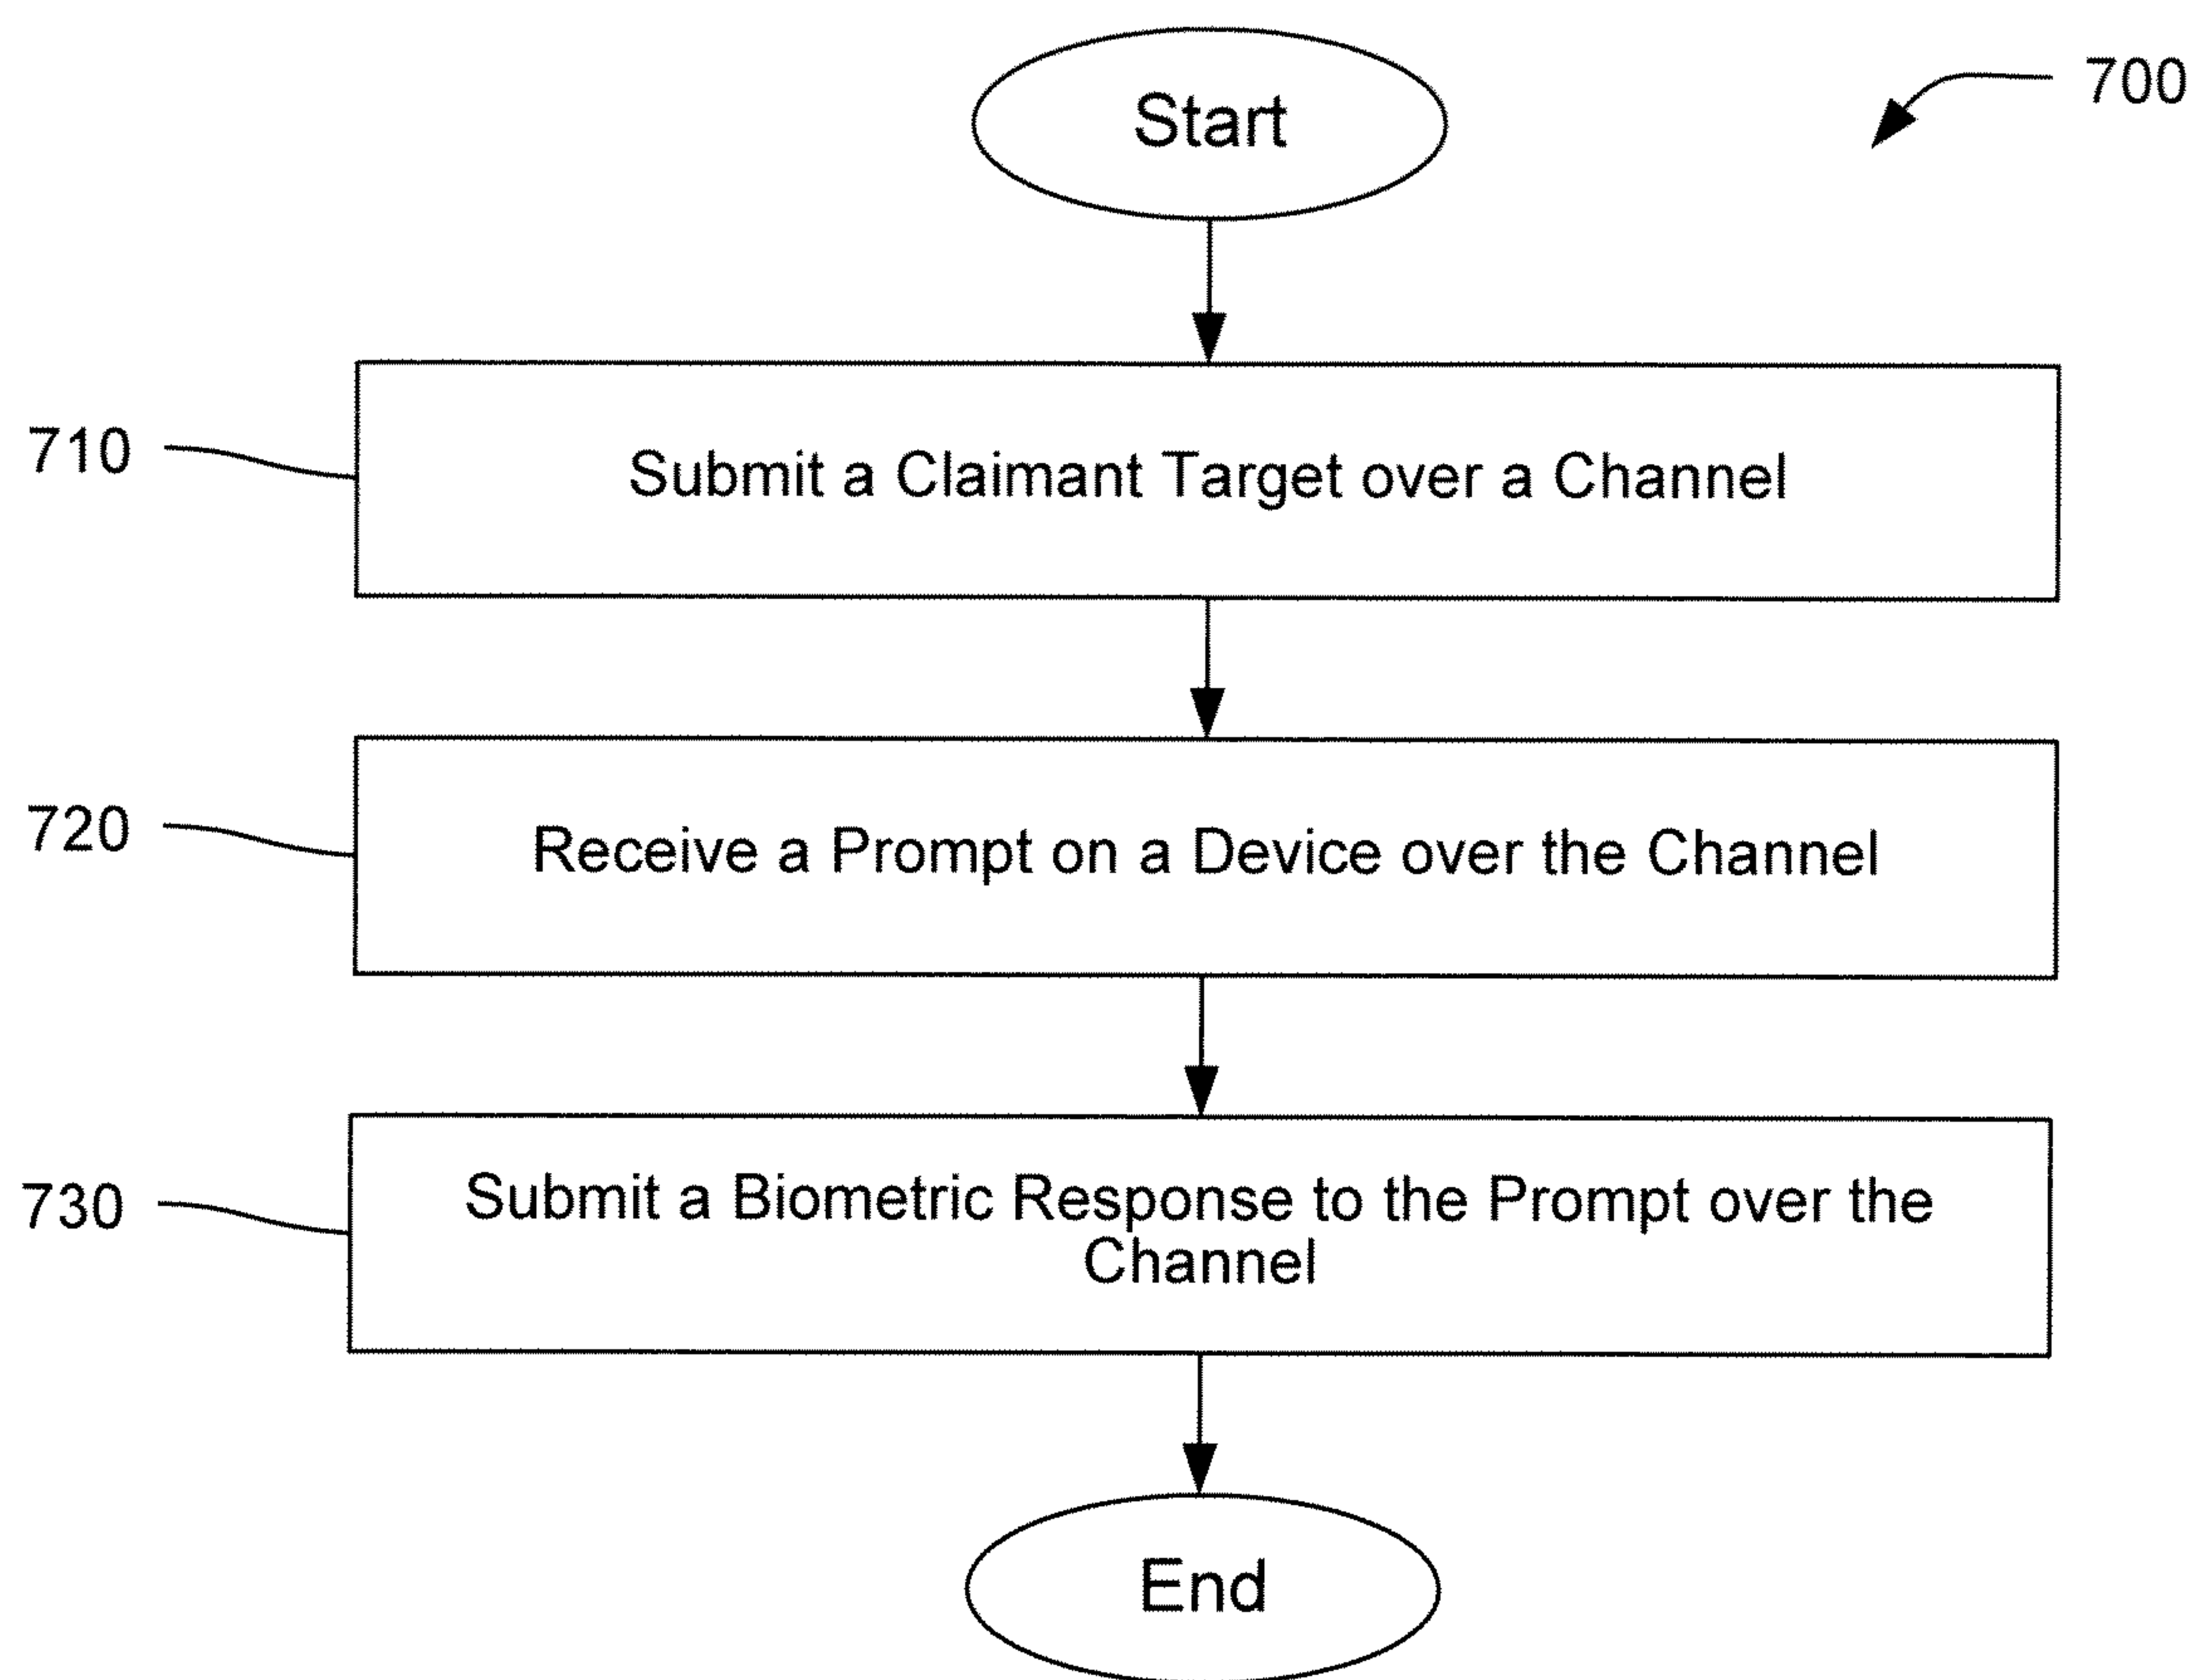 Start
700
710
Submit a Claimant Target over a Channel
720
Receive a Prompt on a Device over the Channel
730
Submit a Biometric Response to the Prompt over the
Channel
End